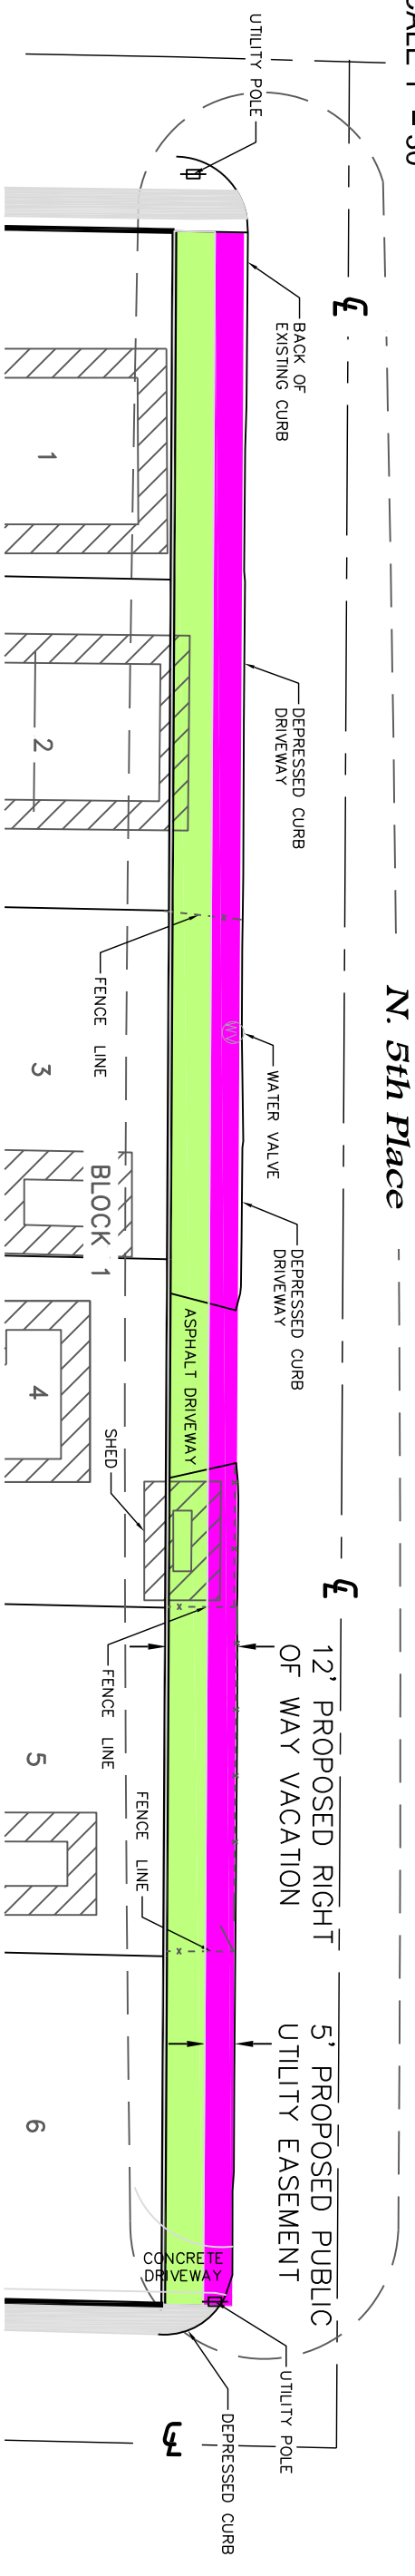 UTILITY POLE
℄
BACK OF
EXISTING CURB
1
DEPRESSED CURB
DRIVEWAY
2
FENCE LINE
N. 5th Place
WV
WATER VALVE
3
BLOCK 1
DEPRESSED CURB
DRIVEWAY
ASPHALT DRIVEWAY
4
SHED
℄
12' PROPOSED RIGHT
OF WAY VACATION
FENCE LINE
5
FENCE LINE
5' PROPOSED PUBLIC
UTILITY EASEMENT
6
CONCRETE
DRIVEWAY
UTILITY POLE
DEPRESSED CURB
℄